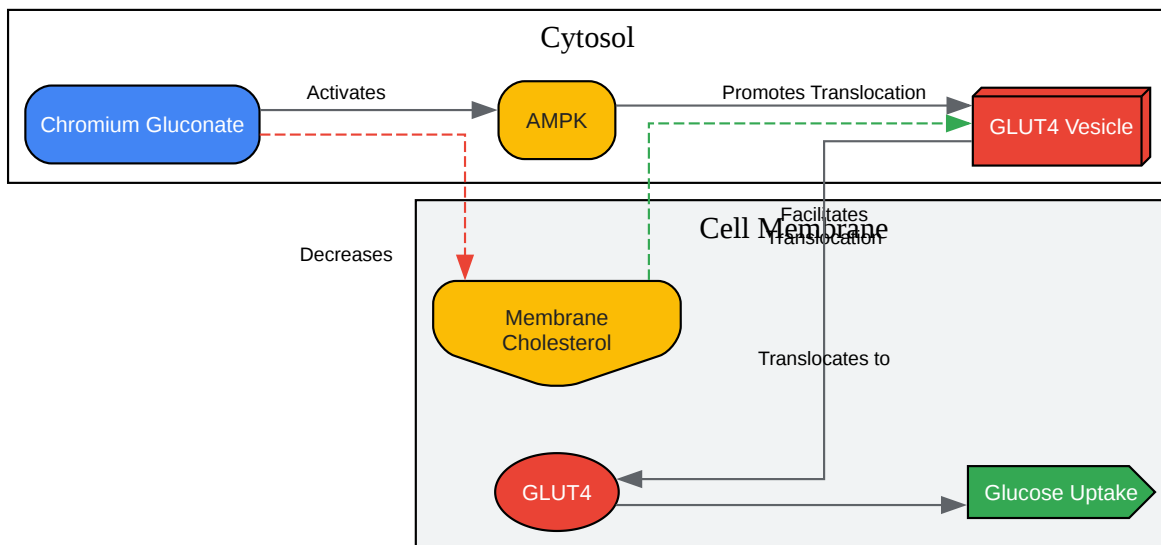 Cytosol
Activates
Promotes Translocation
Chromium Gluconate
AMPK
GLUT4 Vesicle
Facilitates
Translocation
Cell Membrane
Decreases
Membrane
Cholesterol
Translocates to
GLUT4
Glucose Uptake